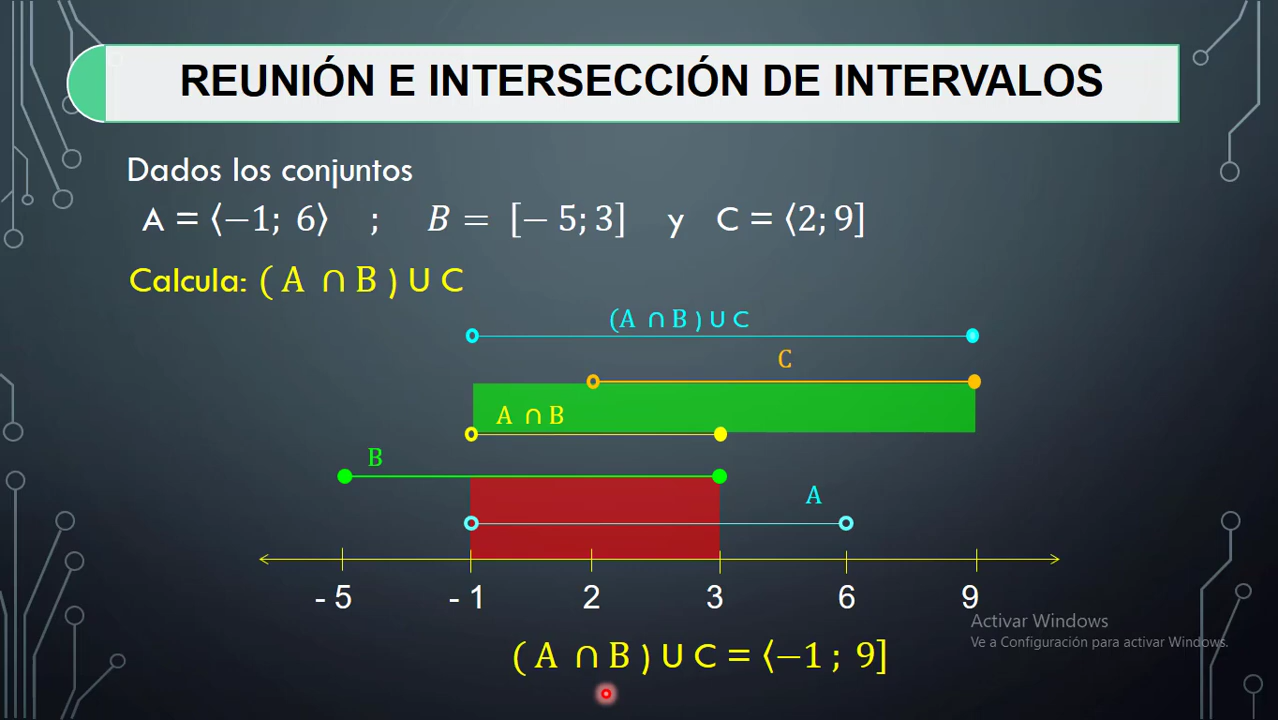 REUNIÓN E INTERSECCIÓN DE INTERVALOS
Dados los conjuntos
A = ⟨−1; 6⟩ ; B = [− 5; 3] y C = ⟨2; 9]
Calcula: ( A ∩ B ) U C
(A ∩ B ) U C
C
A ∩ B
B
A
- 5 - 1 2 3 6 9
Activar Windows
Ve a Configuración para activar Windows.
( A ∩ B ) U C = ⟨−1 ; 9]